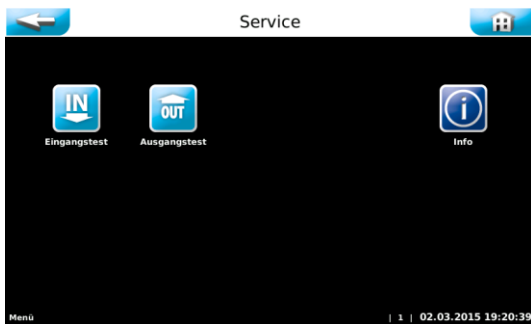 Service
IN
OUT
i
Eingangstest
Ausgangstest
Info
Menü
| 1 | 02.03.2015 19:20:39